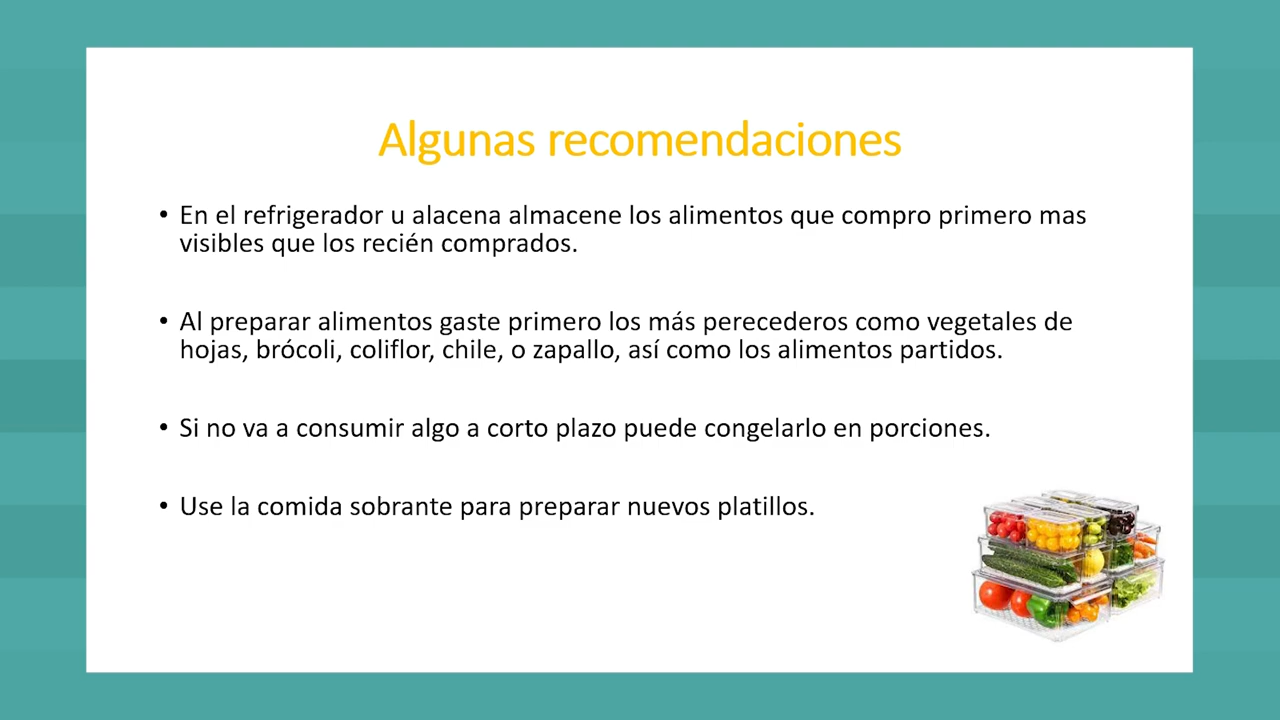 Algunas recomendaciones
• En el refrigerador u alacena almacene los alimentos que compro primero mas
visibles que los recién comprados.
• Al preparar alimentos gaste primero los más perecederos como vegetales de
hojas, brócoli, coliflor, chile, o zapallo, así como los alimentos partidos.
• Si no va a consumir algo a corto plazo puede congelarlo en porciones.
• Use la comida sobrante para preparar nuevos platillos.